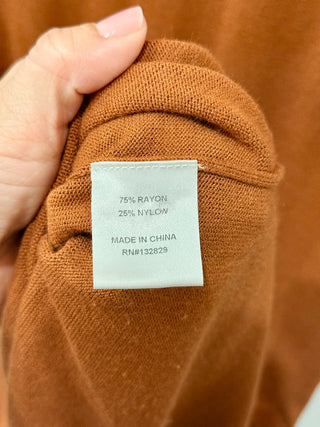 75% RAYON
25% NYLON
MADE IN CHINA
RN#132829